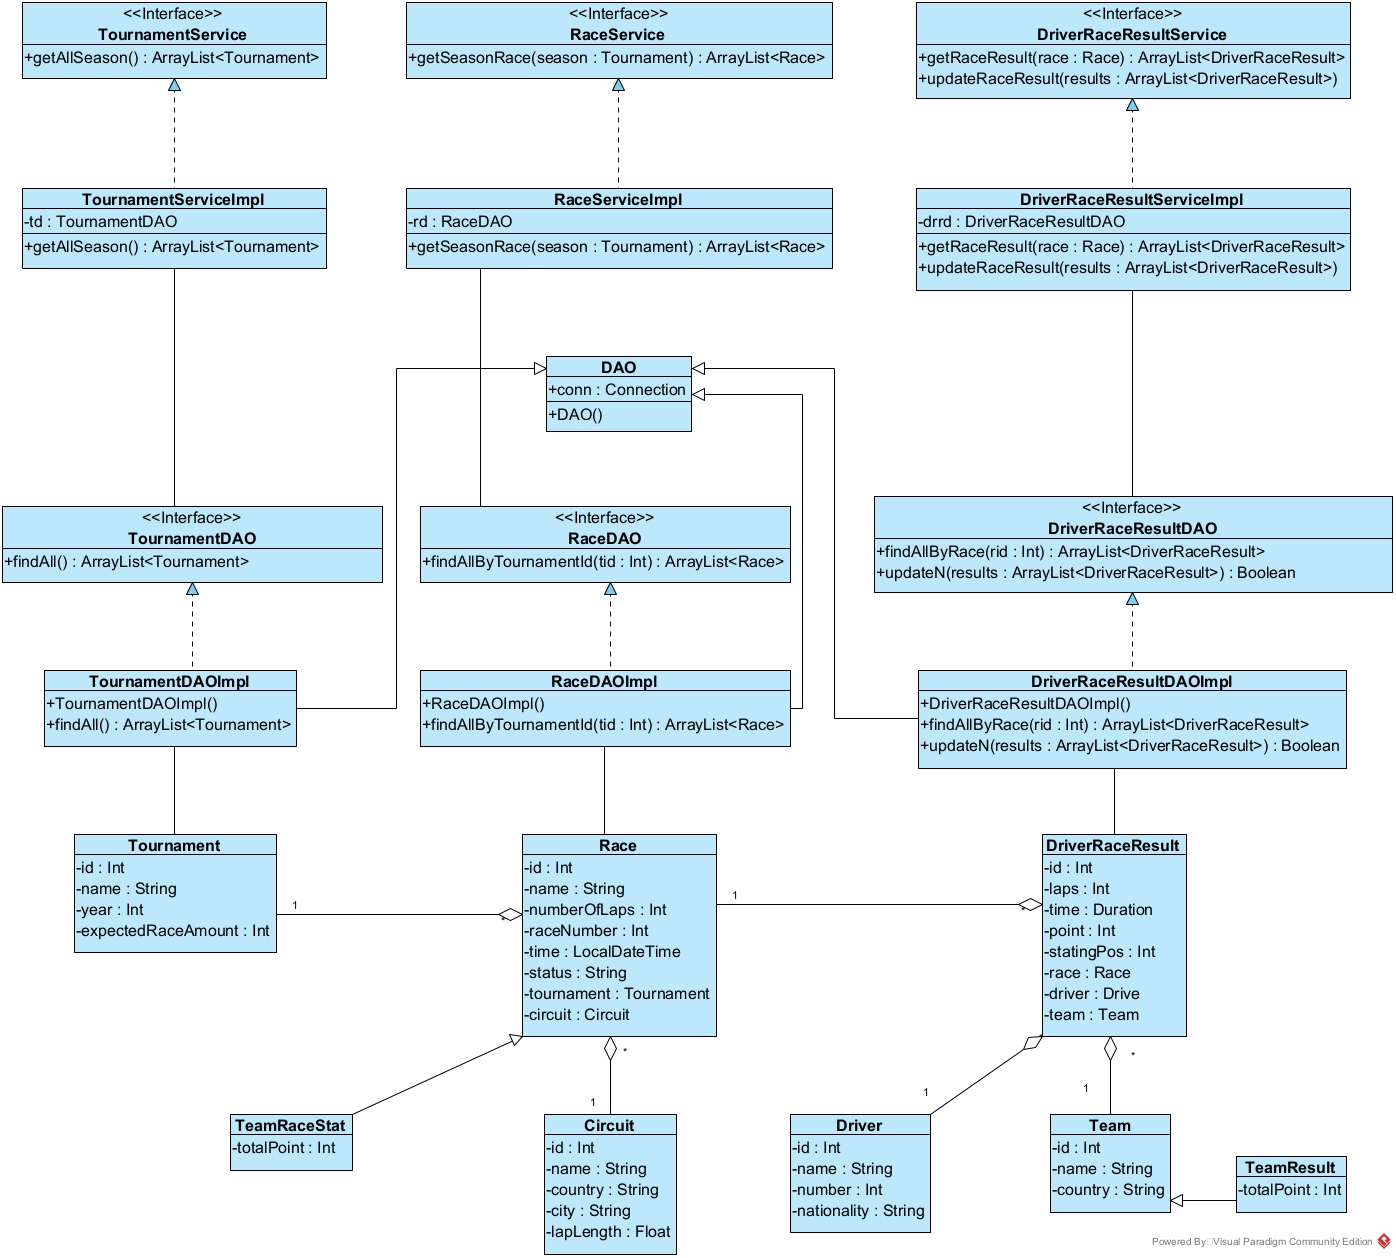 <<Interface>>
TournamentService
+getAllSeason() : ArrayList<Tournament>
<<Interface>>
RaceService
+getSeasonRace(season : Tournament) : ArrayList<Race>
<<Interface>>
DriverRaceResultService
+getRaceResult(race : Race) : ArrayList<DriverRaceResult>
+updateRaceResult(results : ArrayList<DriverRaceResult>)
TournamentServiceImpl
-td : TournamentDAO
+getAllSeason() : ArrayList<Tournament>
RaceServiceImpl
-rd : RaceDAO
+getSeasonRace(season : Tournament) : ArrayList<Race>
DriverRaceResultServiceImpl
-drrd : DriverRaceResultDAO
+getRaceResult(race : Race) : ArrayList<DriverRaceResult>
+updateRaceResult(results : ArrayList<DriverRaceResult>)
DAO
+conn : Connection
+DAO()
<<Interface>>
TournamentDAO
+findAll() : ArrayList<Tournament>
<<Interface>>
RaceDAO
+findAllByTournamentId(tid : Int) : ArrayList<Race>
<<Interface>>
DriverRaceResultDAO
+findAllByRace(rid : Int) : ArrayList<DriverRaceResult>
+updateN(results : ArrayList<DriverRaceResult>) : Boolean
TournamentDAOImpl
+TournamentDAOImpl()
+findAll() : ArrayList<Tournament>
RaceDAOImpl
+RaceDAOImpl()
+findAllByTournamentId(tid : Int) : ArrayList<Race>
DriverRaceResultDAOImpl
+DriverRaceResultDAOImpl()
+findAllByRace(rid : Int) : ArrayList<DriverRaceResult>
+updateN(results : ArrayList<DriverRaceResult>) : Boolean
Tournament
-id : Int
-name : String
-year : Int
-expectedRaceAmount : Int
1
*
Race
-id : Int
-name : String
-numberOfLaps : Int
-raceNumber : Int
-time : LocalDateTime
-status : String
-tournament : Tournament
-circuit : Circuit
1
*
DriverRaceResult
-id : Int
-laps : Int
-time : Duration
-point : Int
-statingPos : Int
-race : Race
-driver : Drive
-team : Team
*
1
*
1
*
1
TeamRaceStat
-totalPoint : Int
Circuit
-id : Int
-name : String
-country : String
-city : String
-lapLength : Float
Driver
-id : Int
-name : String
-number : Int
-nationality : String
Team
-id : Int
-name : String
-country : String
TeamResult
-totalPoint : Int
Powered By Visual Paradigm Community Edition